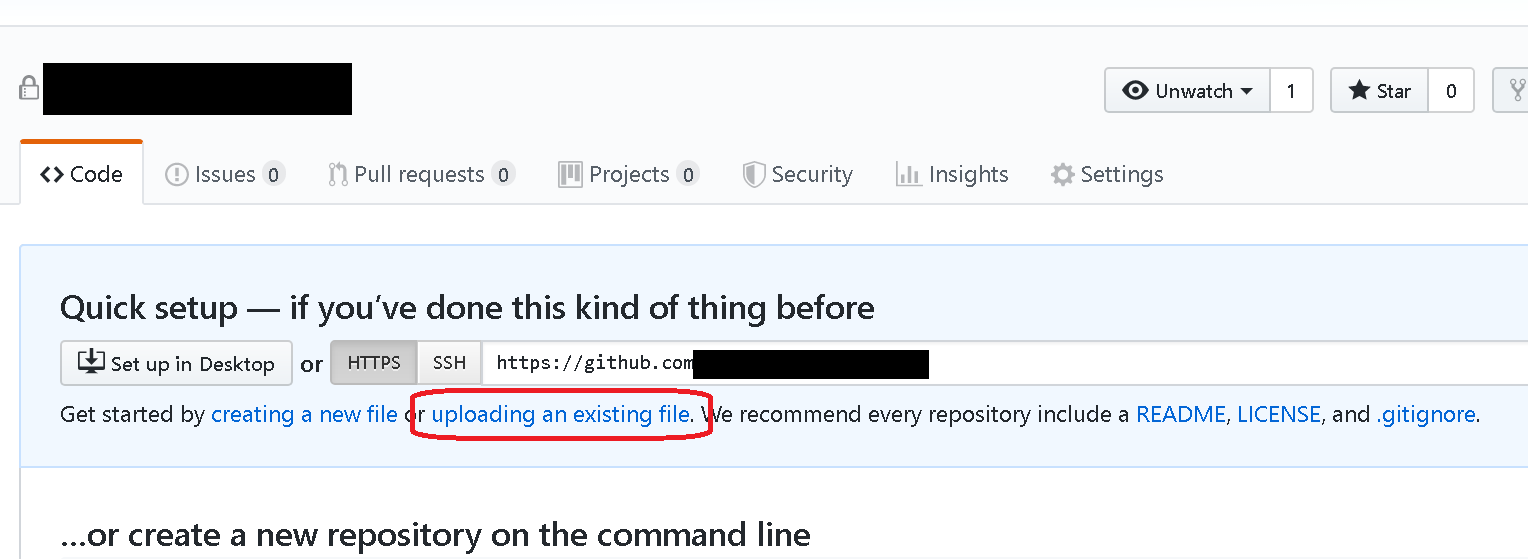 Unwatch 1 Star 0
Code Issues 0 Pull requests 0 Projects 0 Security Insights Settings
Quick setup — if you’ve done this kind of thing before
Set up in Desktop or HTTPS SSH https://github.com
Get started by creating a new file or uploading an existing file. We recommend every repository include a README, LICENSE, and .gitignore.
…or create a new repository on the command line